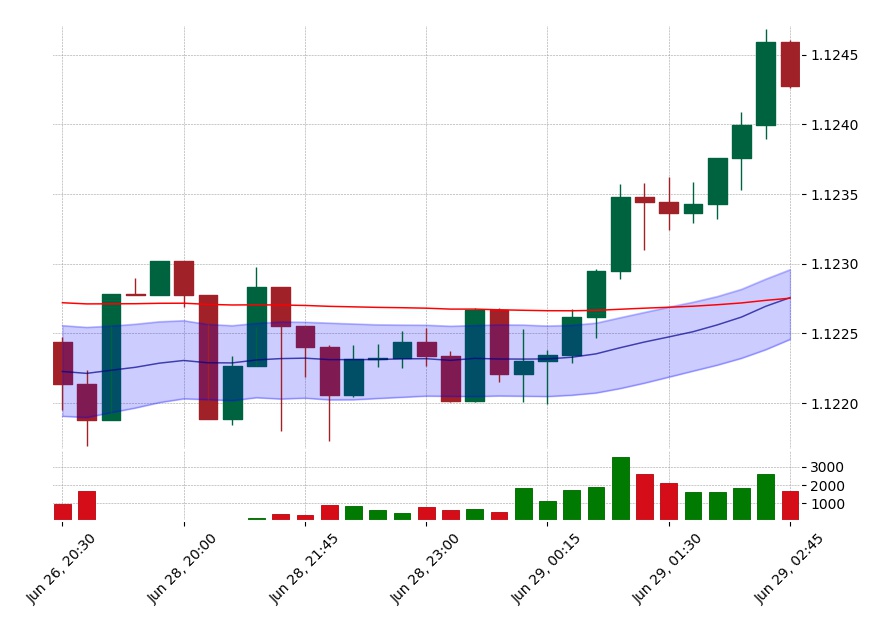 1.1245
1.1240
1.1235
1.1230
1.1225
1.1220
3000
2000
1000
Jun 26, 20:30
Jun 28, 20:00
Jun 28, 21:45
Jun 28, 23:00
Jun 29, 00:15
Jun 29, 01:30
Jun 29, 02:45